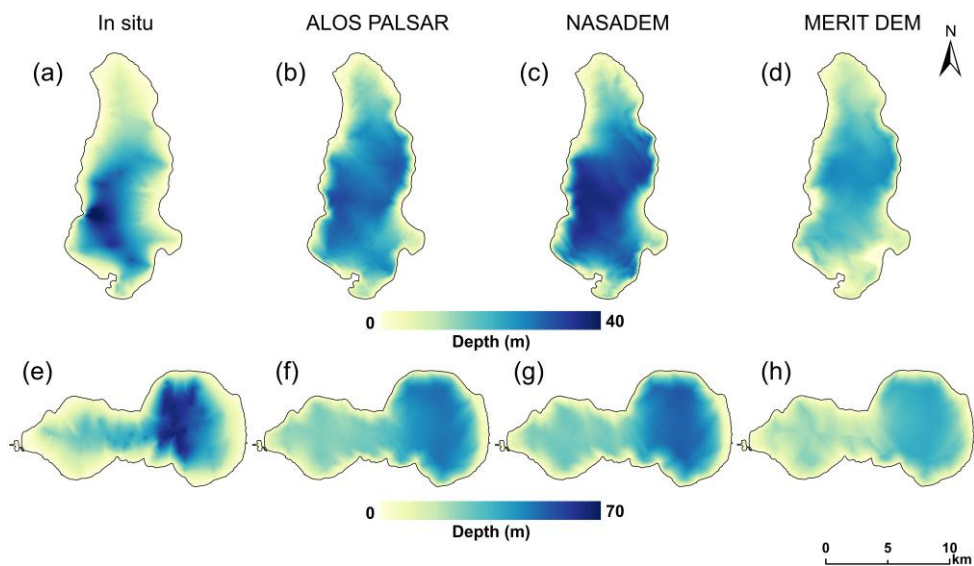 In situ ALOS PALSAR NASADEM MERIT DEM
N
(a) (b) (c) (d)
0 40
Depth (m)
(e) (f) (g) (h)
0 70
Depth (m)
0 5 10
km